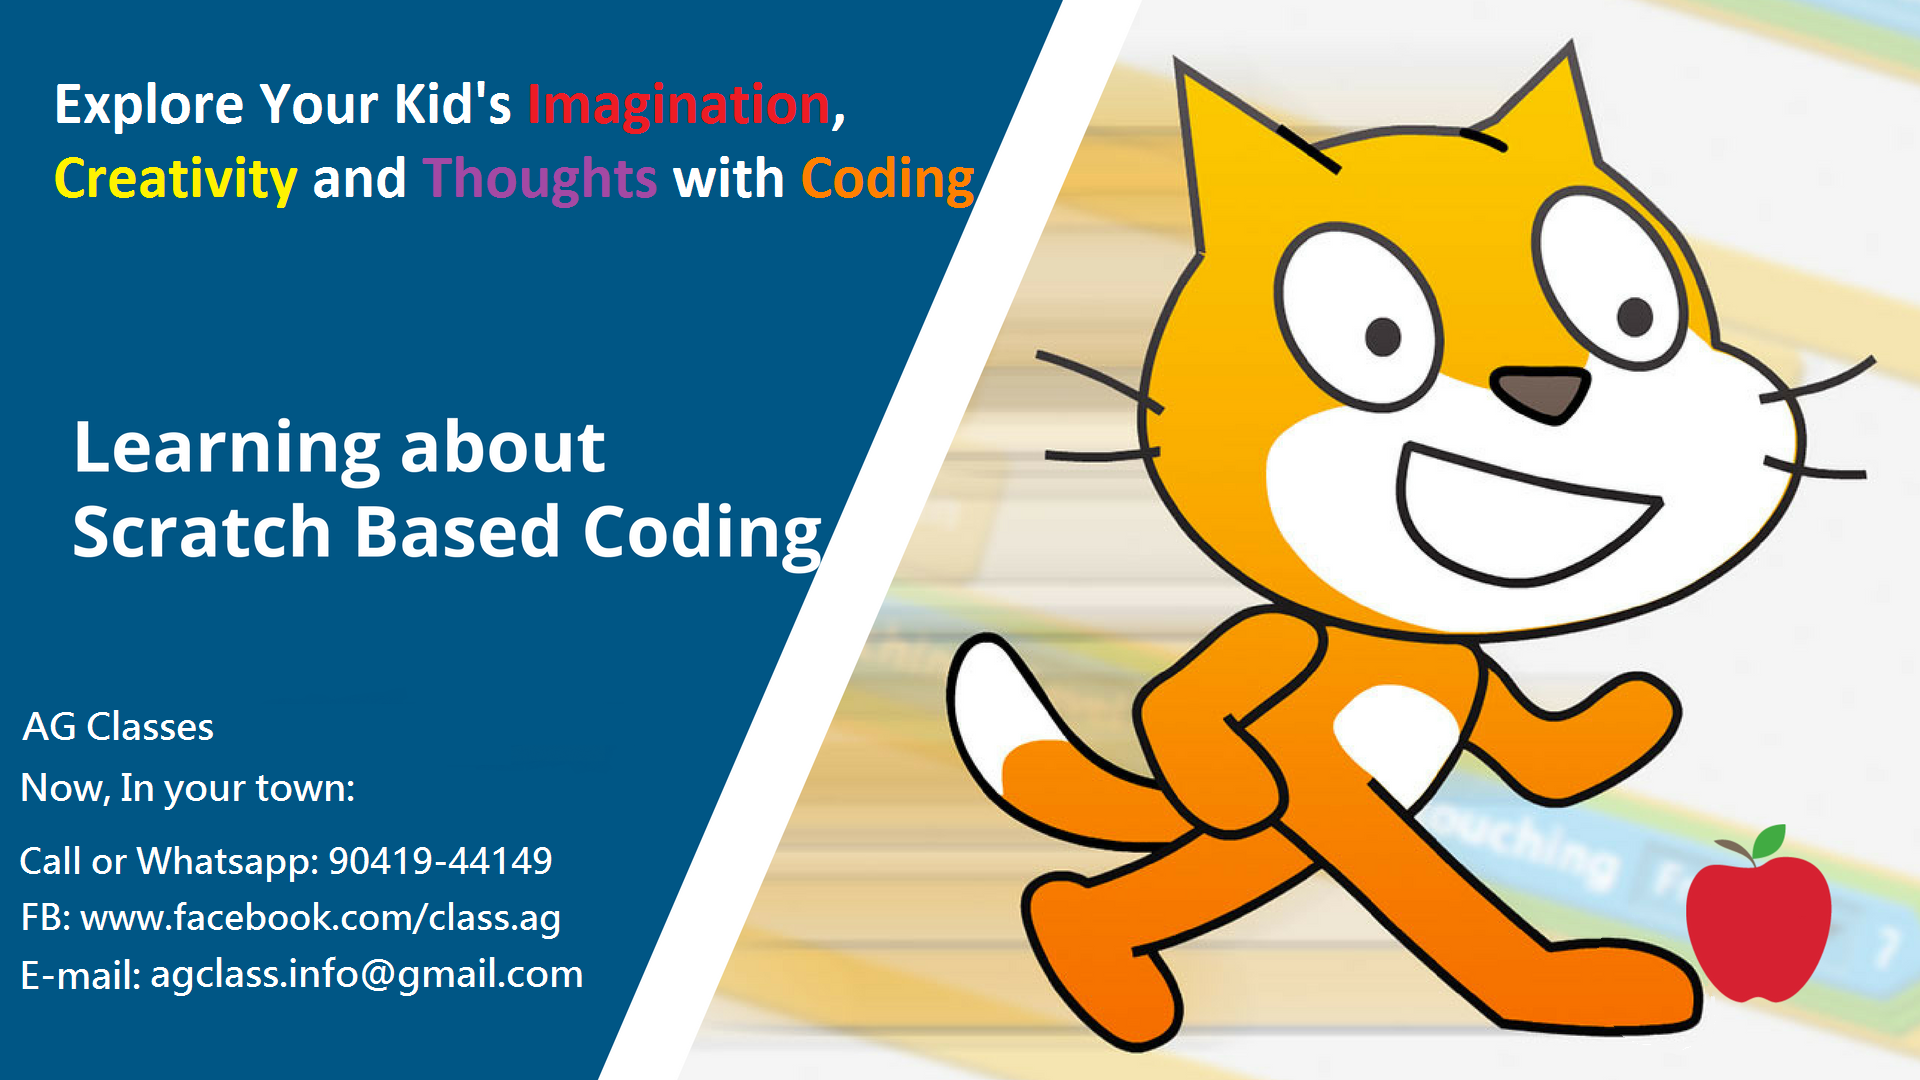 Explore Your Kid's Imagination,
Creativity and Thoughts with Coding
Learning about
Scratch Based Coding
AG Classes
Now, In your town:
Call or Whatsapp: 90419-44149
FB: www.facebook.com/class.ag
E-mail: agclass.info@gmail.com
ouching
?